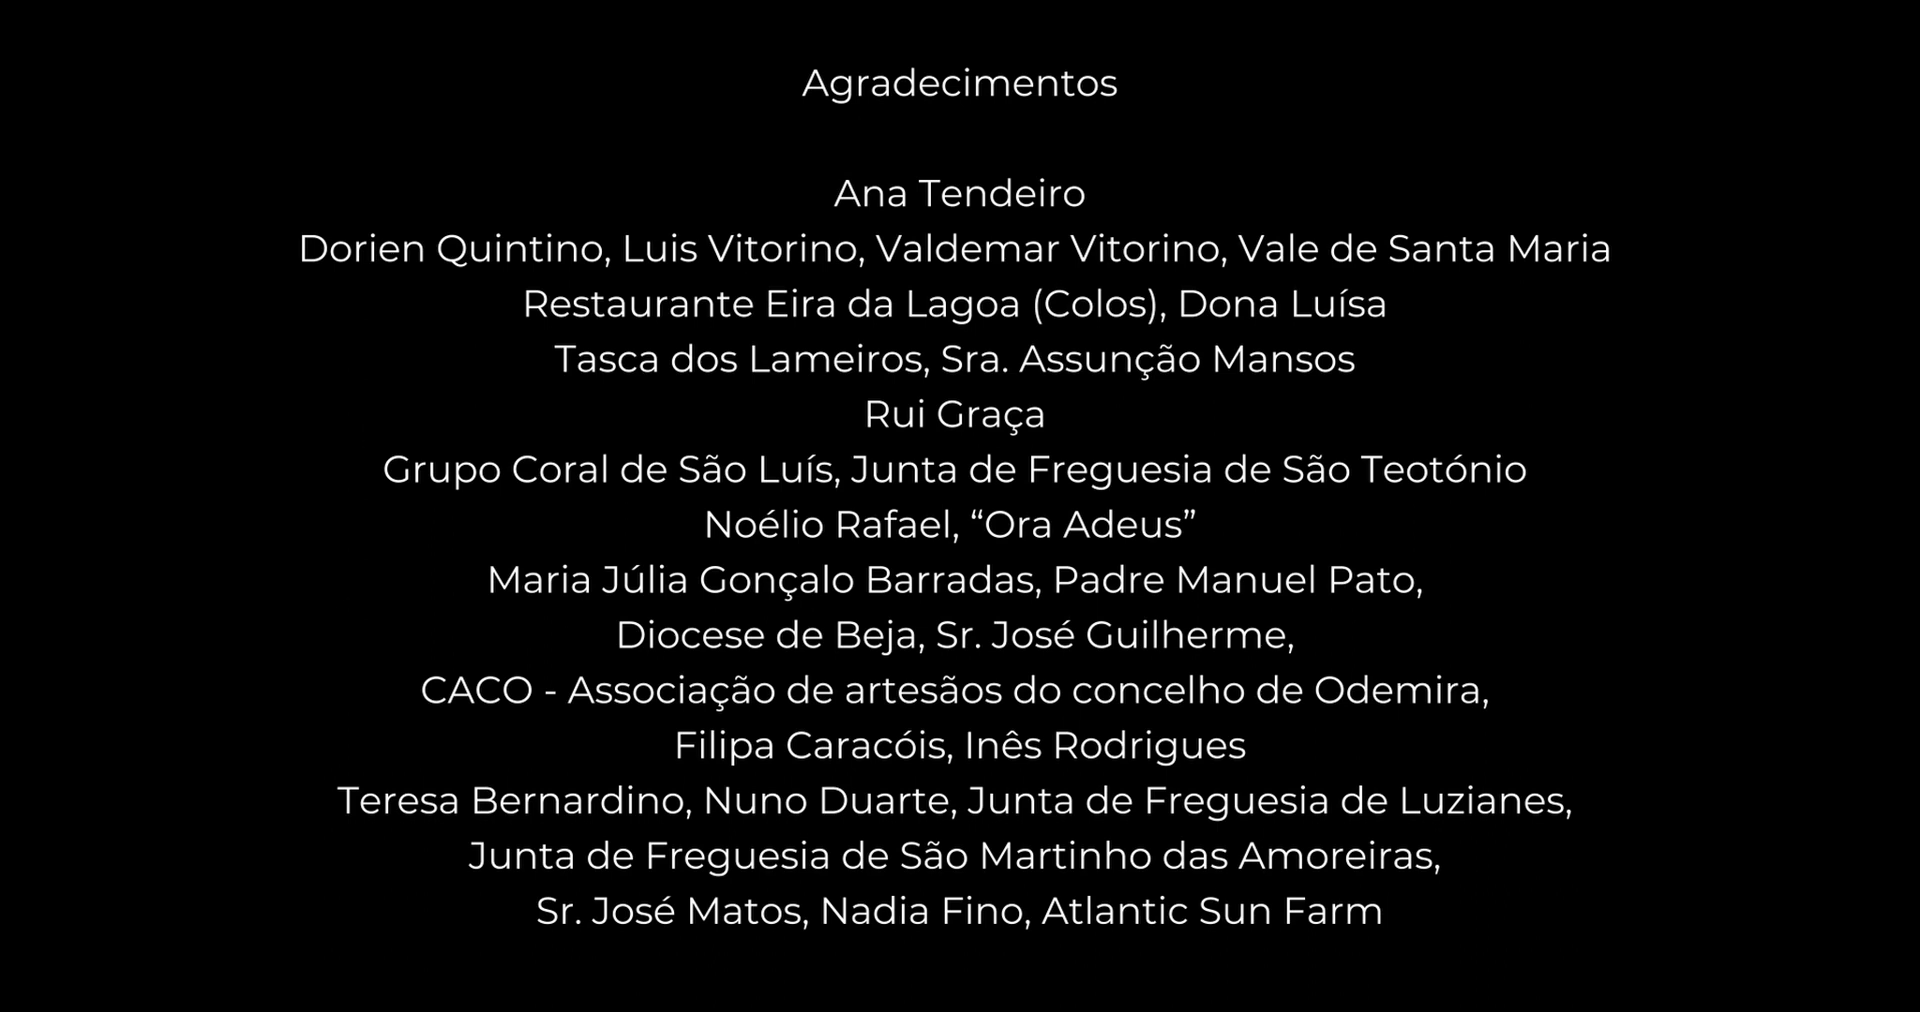 Agradecimentos
Ana Tendeiro
Dorien Quintino, Luis Vitorino, Valdemar Vitorino, Vale de Santa Maria
Restaurante Eira da Lagoa (Colos), Dona Luísa
Tasca dos Lameiros, Sra. Assunção Mansos
Rui Graça
Grupo Coral de São Luís, Junta de Freguesia de São Teotónio
Noélio Rafael, “Ora Adeus”
Maria Júlia Gonçalo Barradas, Padre Manuel Pato,
Diocese de Beja, Sr. José Guilherme,
CACO - Associação de artesãos do concelho de Odemira,
Filipa Caracóis, Inês Rodrigues
Teresa Bernardino, Nuno Duarte, Junta de Freguesia de Luzianes,
Junta de Freguesia de São Martinho das Amoreiras,
Sr. José Matos, Nadia Fino, Atlantic Sun Farm